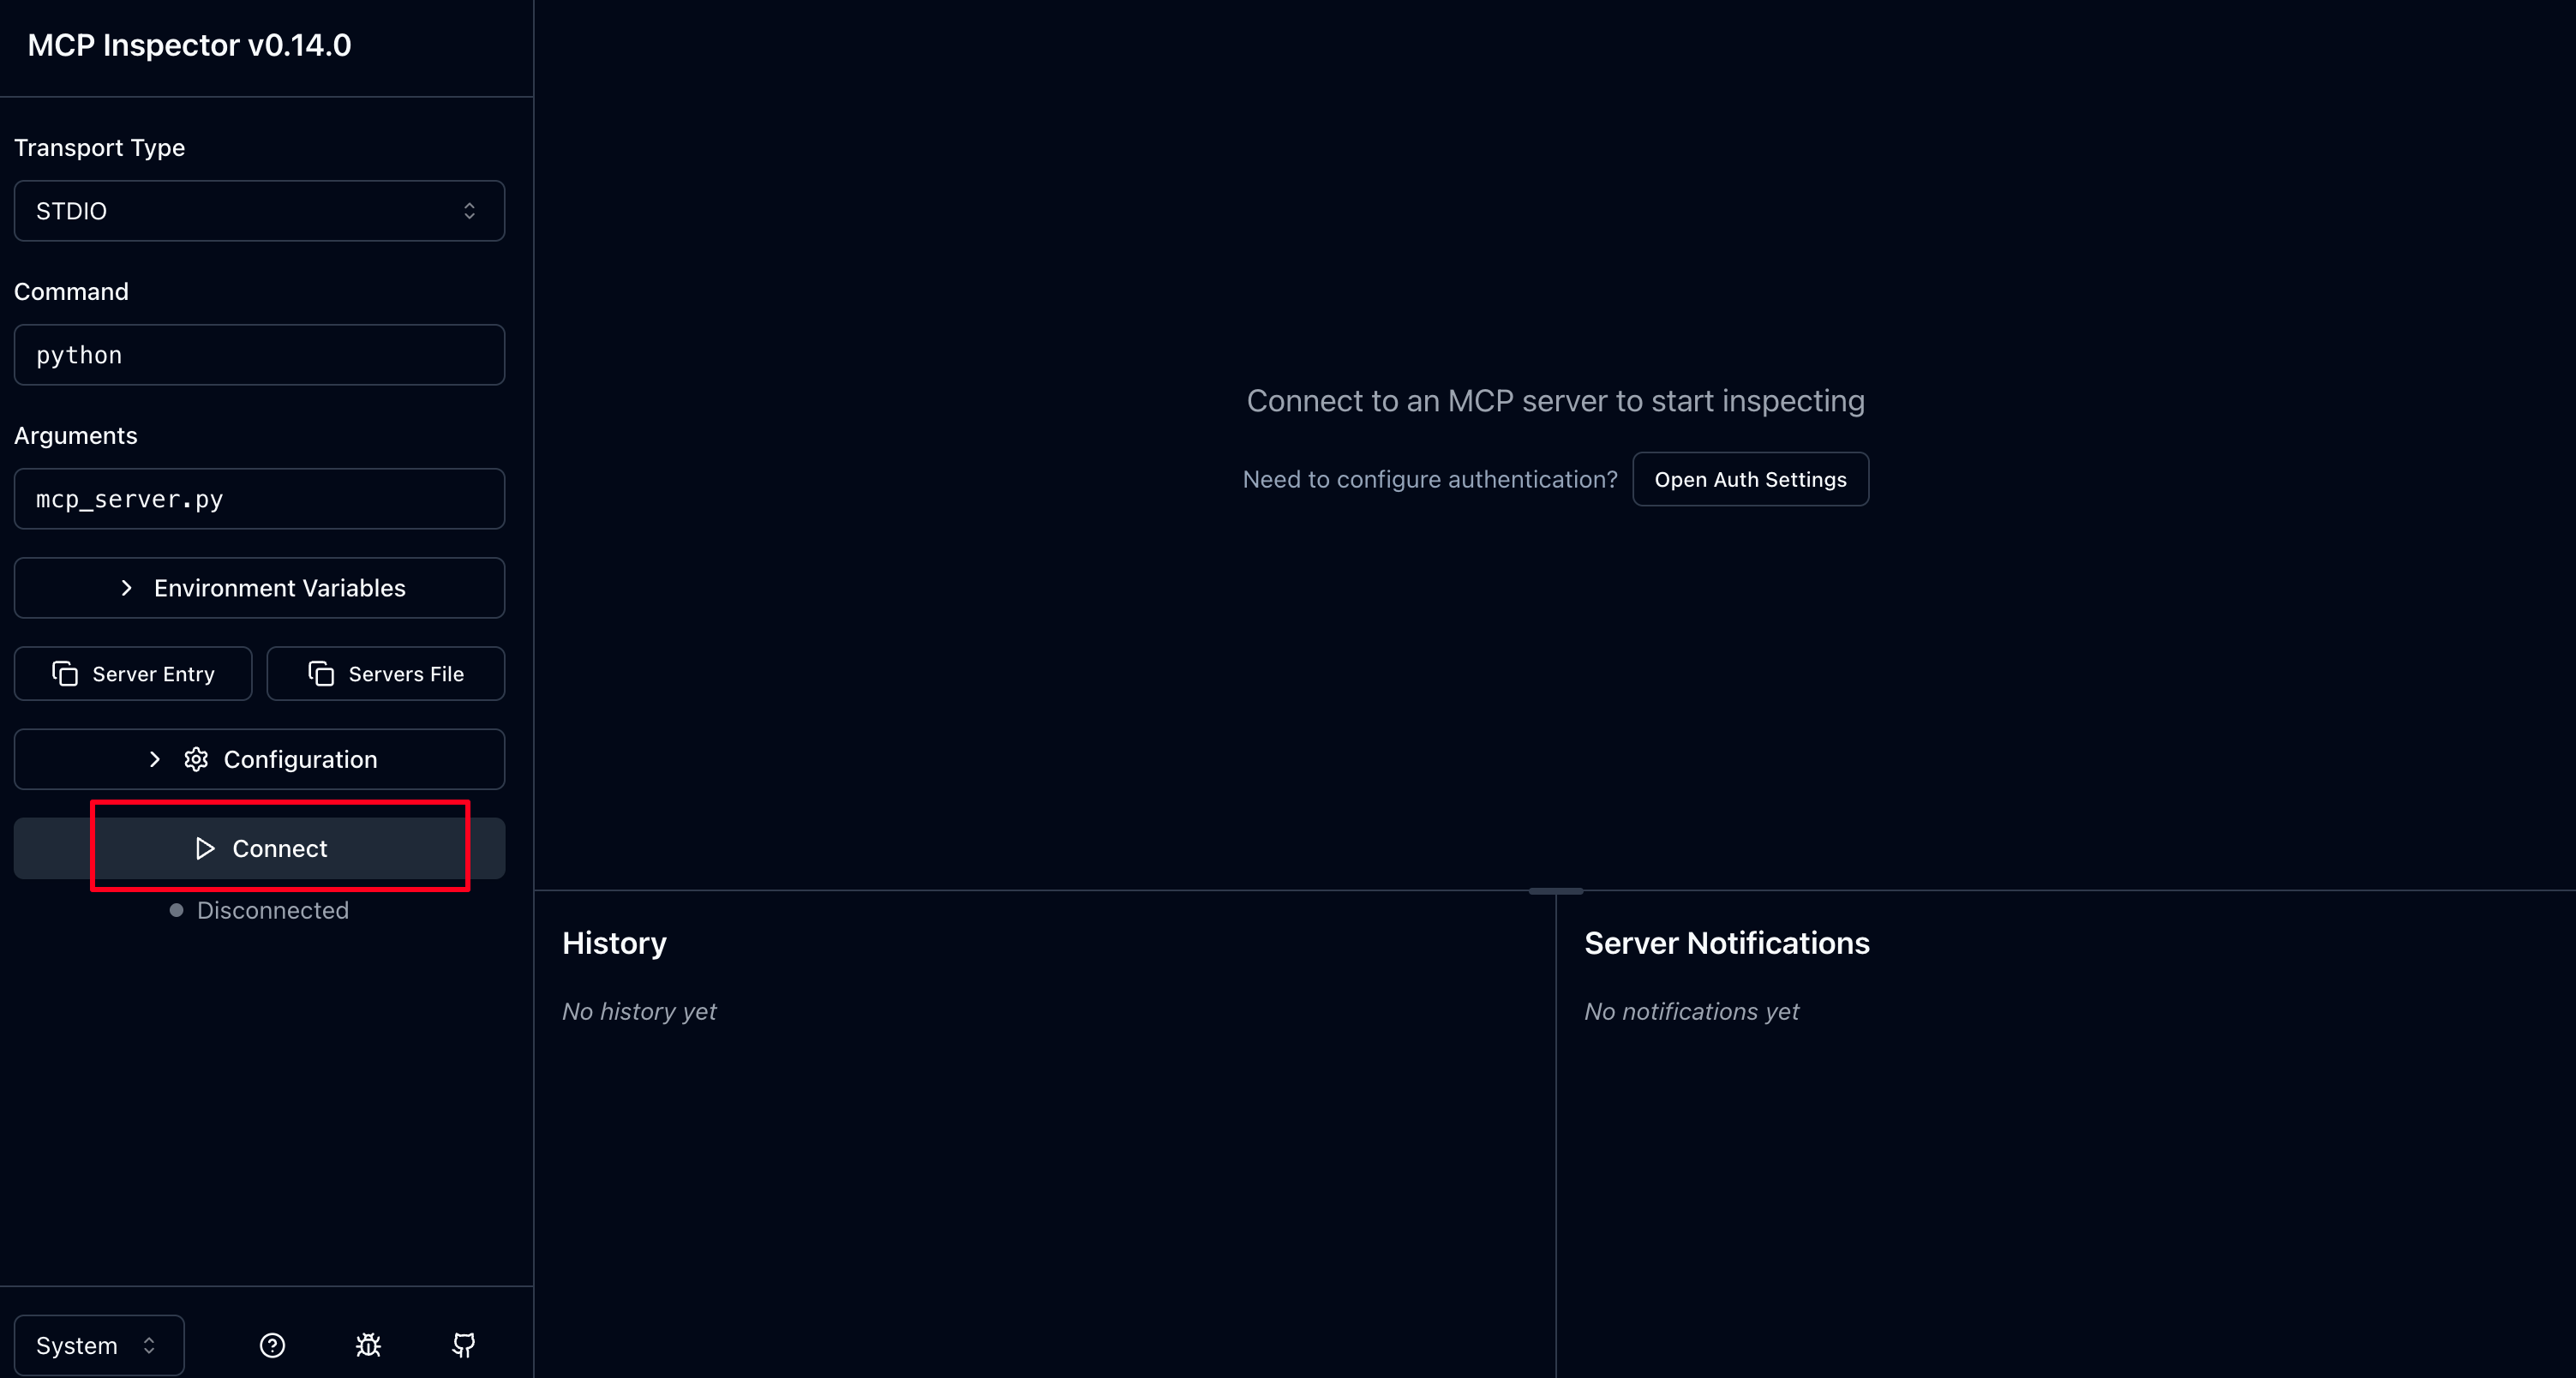 MCP Inspector v0.14.0
Transport Type
STDIO
Command
python
Arguments
mcp_server.py
Environment Variables
Server Entry
Servers File
Configuration
Connect
Disconnected
System
Connect to an MCP server to start inspecting
Need to configure authentication? Open Auth Settings
History
No history yet
Server Notifications
No notifications yet